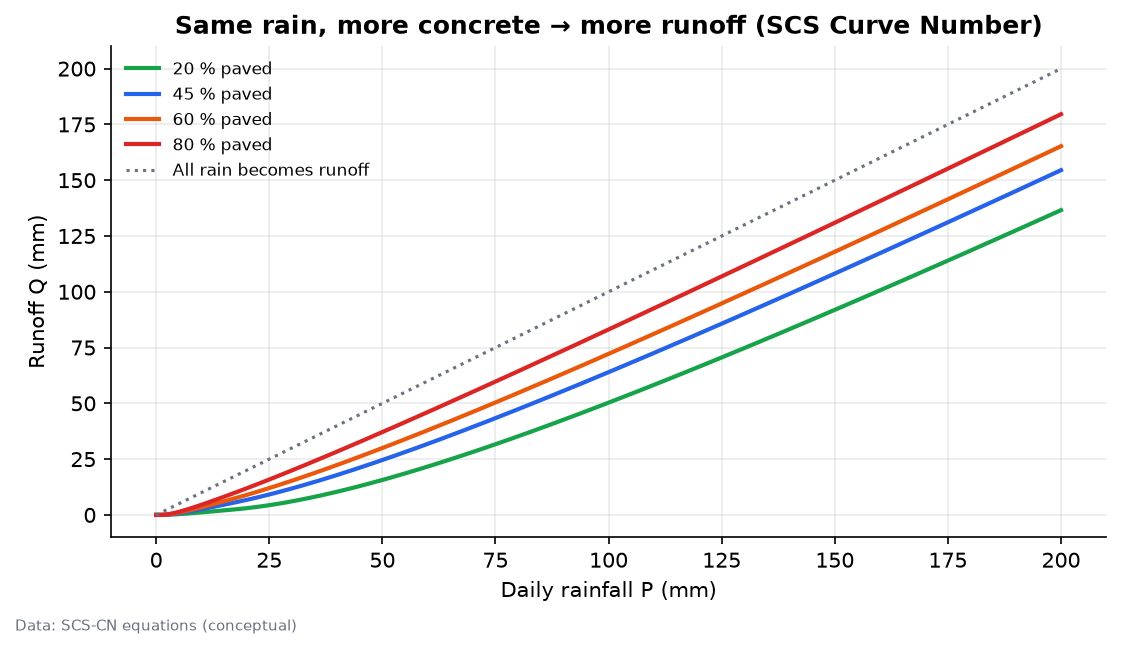 Same rain, more concrete → more runoff (SCS Curve Number)
20 % paved
45 % paved
60 % paved
80 % paved
All rain becomes runoff
200
175
150
125
100
75
50
25
0
Runoff Q (mm)
0 25 50 75 100 125 150 175 200
Daily rainfall P (mm)
Data: SCS-CN equations (conceptual)